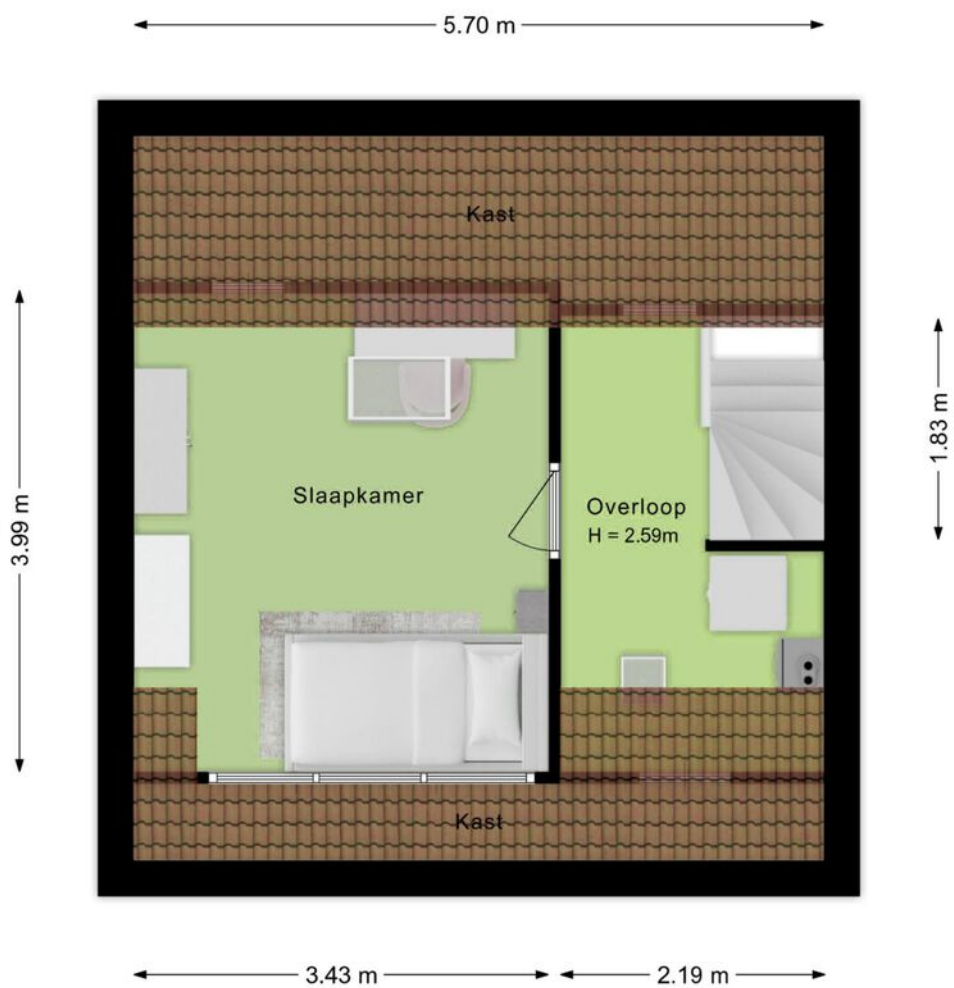 5.70 m
Kast
3.99 m
1.83 m
Slaapkamer
Overloop
H = 2.59m
Kast
3.43 m
2.19 m